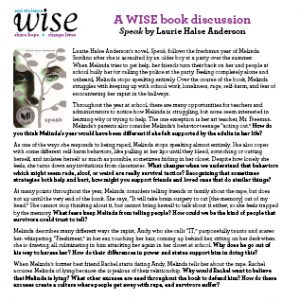 end violence
wise
share hope • change lives
A WISE book discussion
Speak by Laurie Halse Anderson
Laurie Halse Anderson's novel, Speak, follows the freshman year of Melinda
Sordino after she is assaulted by an older boy at a party over the summer.
When Melinda tries to get help, her friends turn their back on her and people at
school bully her for calling the police at the party. Feeling completely alone and
unheard, Melinda stops speaking entirely. Over the course of the book, Melinda
struggles with keeping up with school work, loneliness, rape, self-harm, and fear of
encountering her rapist in the hallways.
speak
Throughout the year at school, there are many opportunities for teachers and
administrators to notice how Melinda is struggling, but none seem interested in
learning why or trying to help. The one exception is her art teacher, Mr. Freeman.
Melinda's parents also consider Melinda's behavior teenage "acting out." How do
you think Melinda's year would have been different if she felt supported by the adults in her life?
As one of the ways she responds to being raped, Melinda stops speaking almost entirely. She also copes
with some different self-harm behaviors, like pulling at her lip until they bleed, scratching or cutting
herself, and isolates herself as much as possible, sometimes hiding in her closet. Despite how lonely she
feels, she turns down any invitations from classmates. What changes when we understand that behaviors
which might seem rude, aloof, or weird are really survival tactics? Recognizing that sometimes
strategies both help and hurt, how might you support friends and loved ones that do similar things?
At many points throughout the year, Melinda considers telling friends or family about the rape, but does
not up until the very end of the book. She says, "It will take brain surgery to cut [the memory] out of my
head." She cannot stop thinking about it, but cannot bring herself to talk about it either, so she feels trapped
by the memory. What fears keep Melinda from telling people? How could we be the kind of people that
survivors could trust to tell?
Melinda describes many different ways the rapist, Andy, who she calls "IT," purposefully taunts and scares
her: whispering "Freshmeat" in her ear, touching her hair, coming up behind her, sitting on her desk when
she is drawing, all culminating in him attacking her again in her closet at school. Why does he go out of
his way to harass her? How do their differences in power and status support him in doing this?
When Melinda's former best friend Rachel starts dating Andy, Melinda tells her about the rape. Rachel
accuses Melinda of lying because she is jealous of their relationship. Why would Rachel want to believe
that Melinda is lying? What other excuses are used throughout the book to defend him? How do these
excuses create a culture where people get away with rape, and survivors suffer?